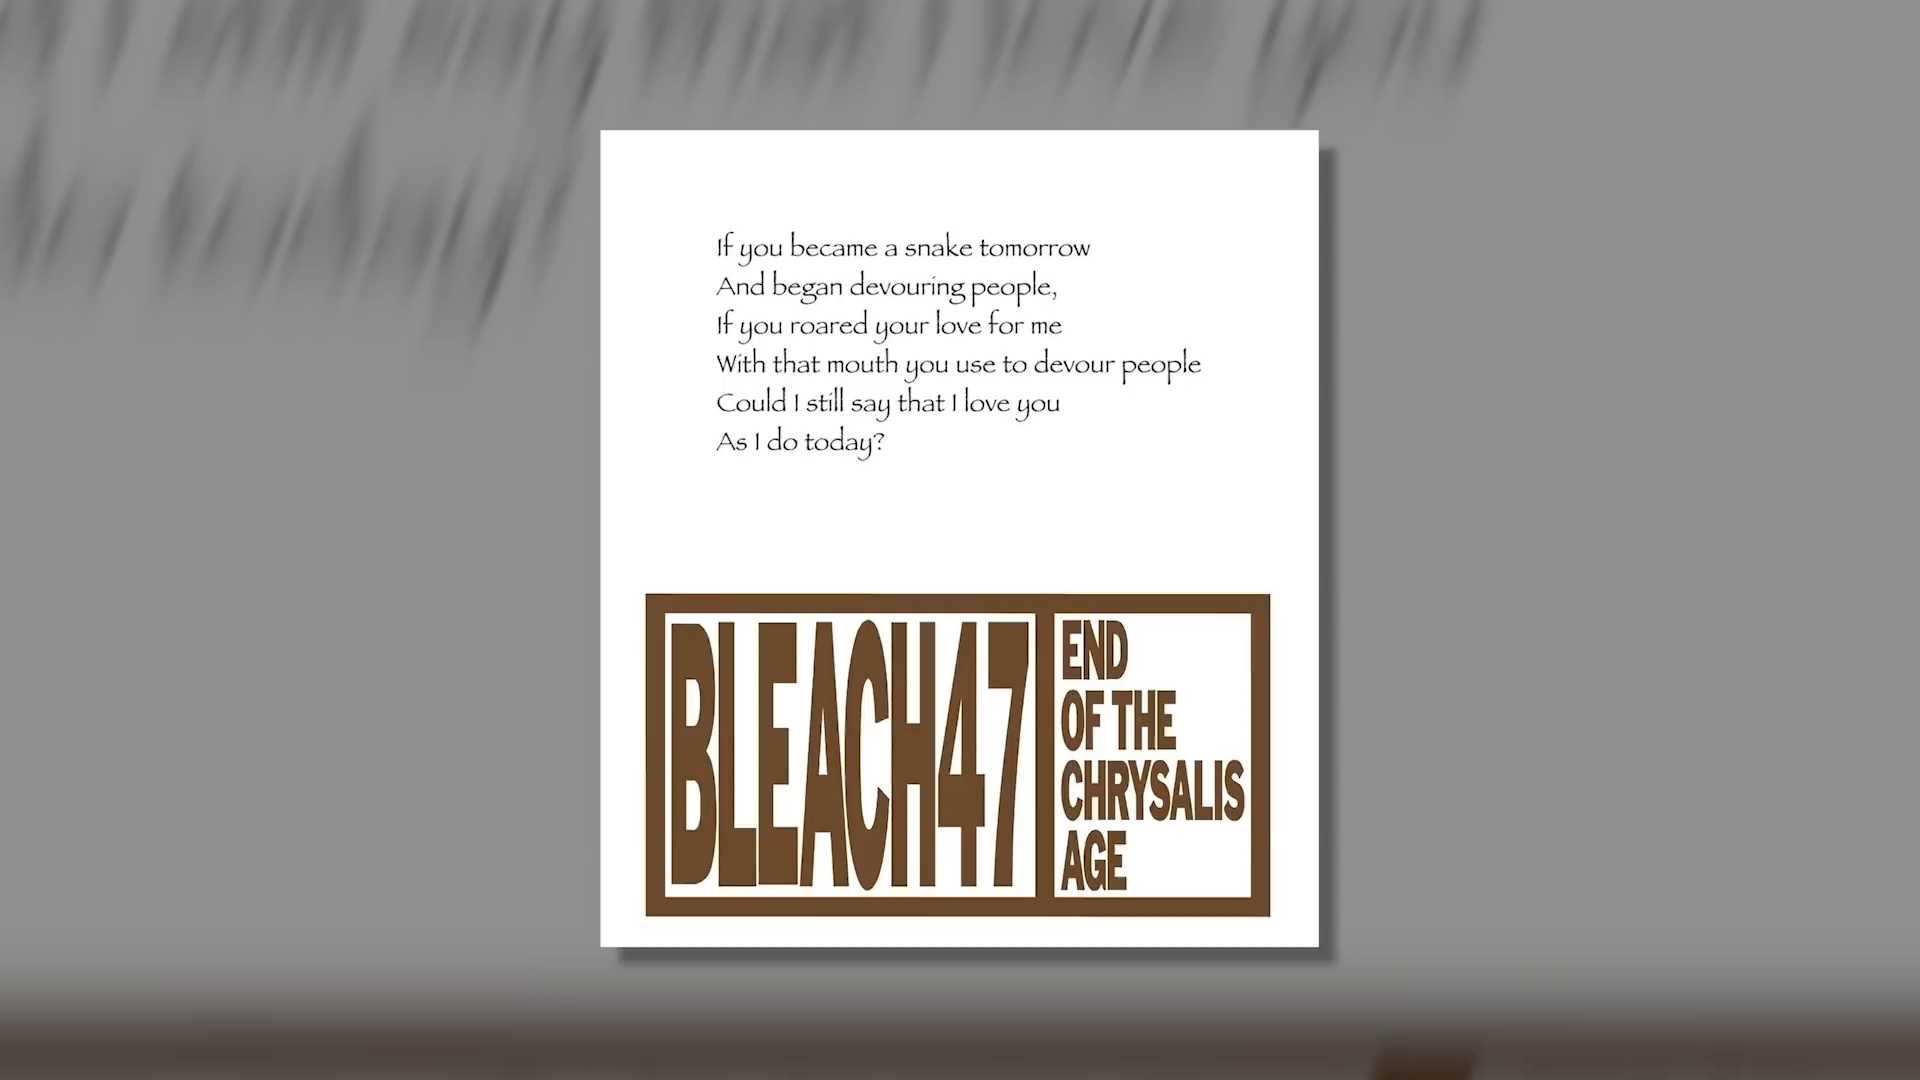 If you became a snake tomorrow
And began devouring people,
If you roared your love for me
With that mouth you use to devour people
Could I still say that I love you
As I do today?
BLEACH47
END
OF THE
CHRYSALIS
AGE